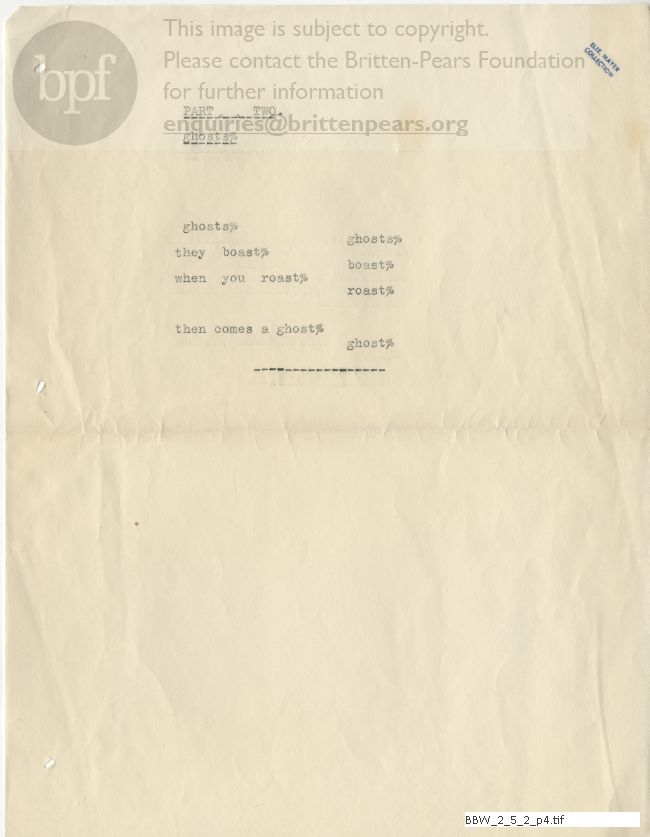 This image is subject to copyright.
Please contact the Britten-Pears Foundation
for further information
enquiries@brittenpears.org
bpf
ELIZ. MAYER
COLLECTION
PART . . TWO.
ghosts%
ghosts%
ghosts%
they boast%
boast%
when you roast%
roast%
then comes a ghost%
ghost%
BBW_2_5_2_p4.tif